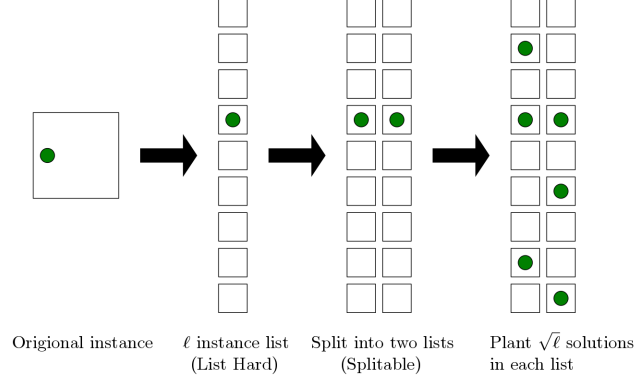 Origional instance
ℓ instance list
(List Hard)
Split into two lists
(Splitable)
Plant √ℓ solutions
in each list